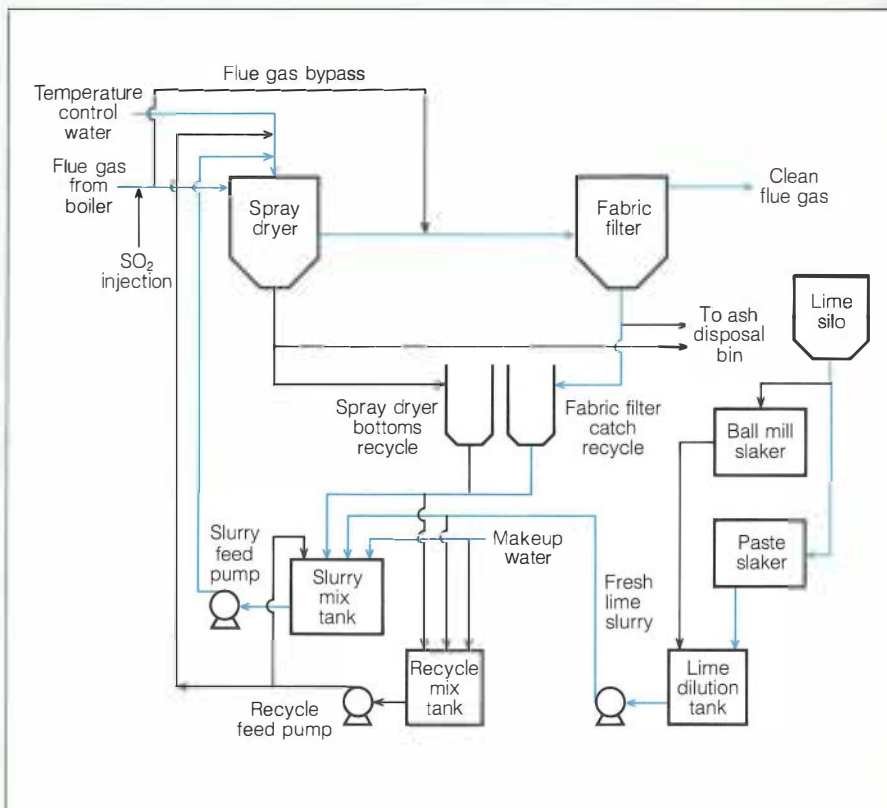 Flue gas bypass
Temperature
control
water
Flue gas
from
boiler
SO₂
injection
Spray
dryer
Fabric
filter
Clean
flue gas
Lime
silo
To ash
disposal
bin
Spray dryer
bottoms
recycle
Fabric filter
catch
recycle
Ball mill
slaker
Paste
slaker
Slurry
feed
pump
Slurry
mix
tank
Makeup
water
Fresh
lime
slurry
Recycle
mix
tank
Lime
dilution
tank
Recycle
feed pump